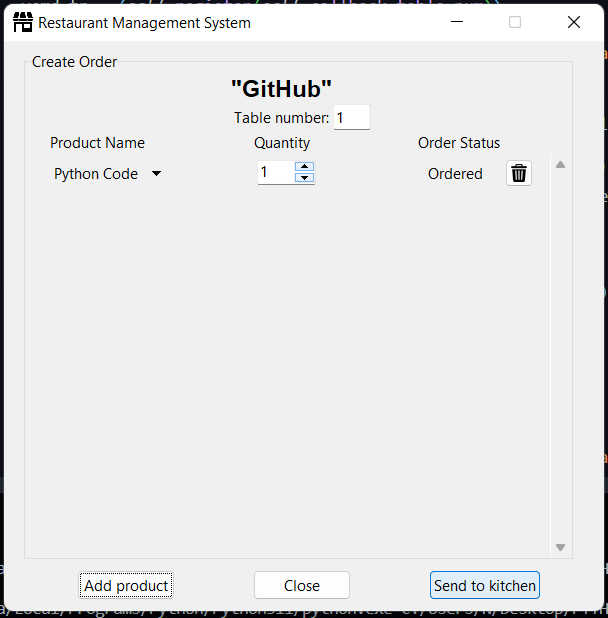 Restaurant Management System
Create Order
"GitHub"
Table number: 1
Product Name Quantity Order Status
Python Code 1 Ordered
Add product Close Send to kitchen